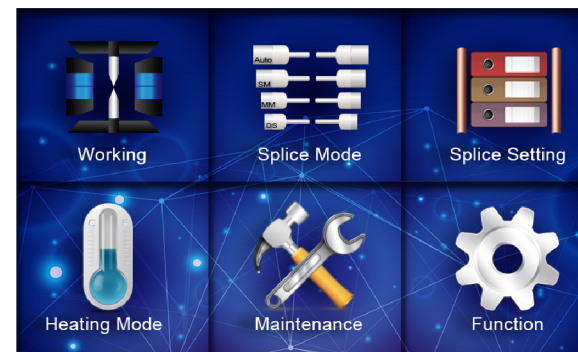 Auto
SM
MM
DS
Working
Splice Mode
Splice Setting
Heating Mode
Maintenance
Function